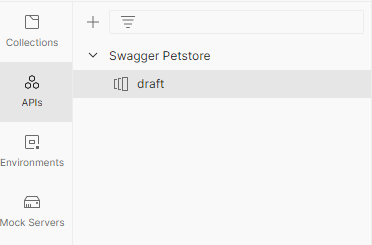 Collections
APIs
Environments
Mock Servers
Swagger Petstore
draft